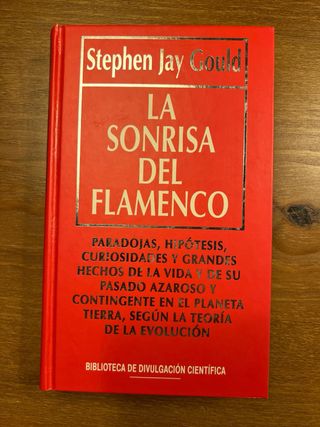 Stephen Jay Gould
LA
SONRISA
DEL
FLAMENCO
PARADOJAS, HIPÓTESIS,
CURIOSIDADES Y GRANDES
HECHOS DE LA VIDA Y DE SU
PASADO AZAROSO Y
CONTINGENTE EN EL PLANETA
TIERRA, SEGÚN LA TEORÍA
DE LA EVOLUCIÓN
BIBLIOTECA DE DIVULGACIÓN CIENTÍFICA